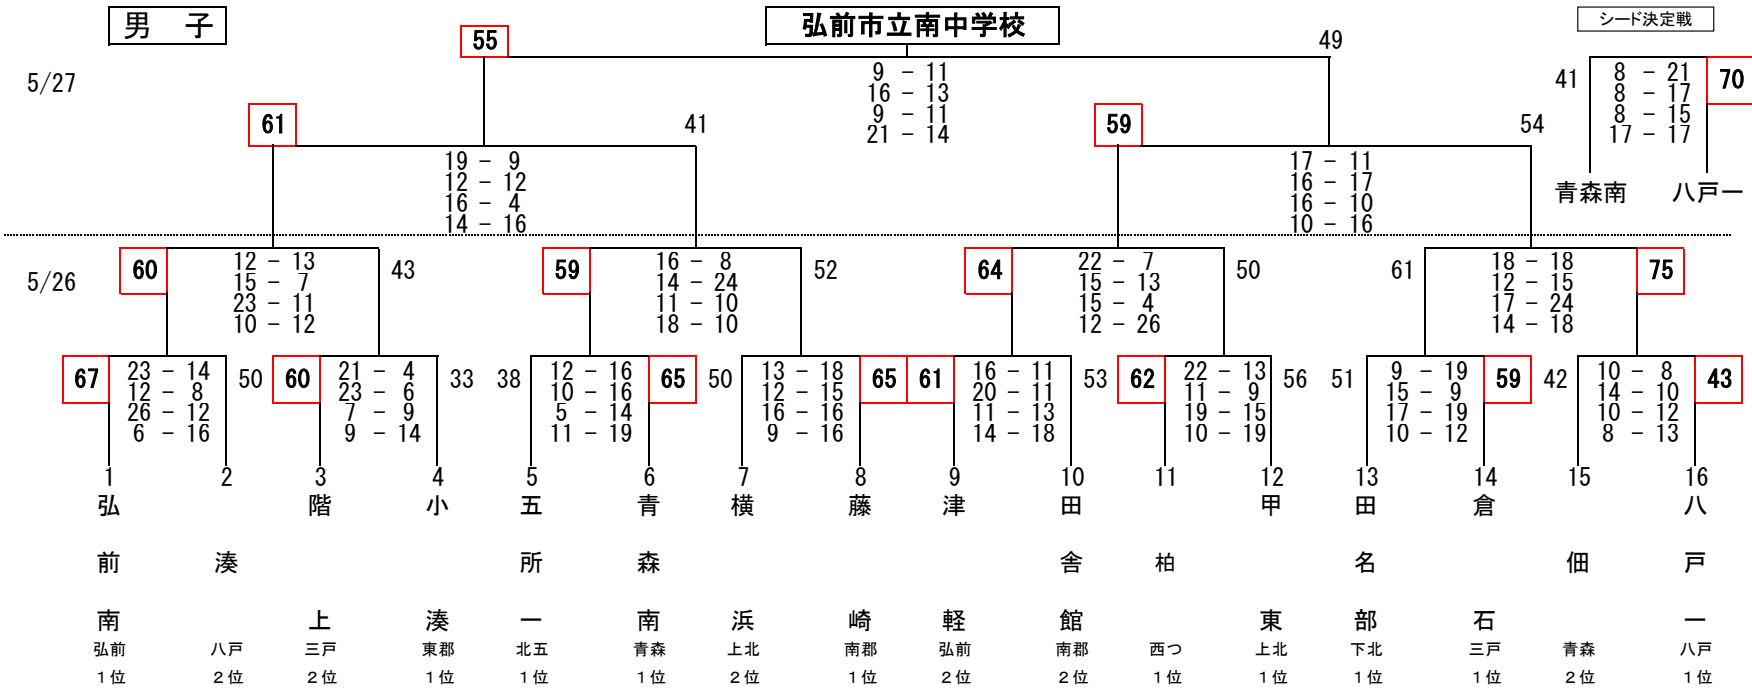 男 子
弘前市立南中学校
シード決定戦
55 49
5/27
9 - 11
16 - 13
9 - 11
21 - 14
41 70
8 - 21
8 - 17
8 - 15
17 - 17
青森南 八戸一
61 41
19 - 9
12 - 12
16 - 4
14 - 16
59 54
17 - 11
16 - 17
16 - 10
10 - 16
5/26
60 43
12 - 13
15 - 7
23 - 11
10 - 12
59 52
16 - 8
14 - 24
11 - 10
18 - 10
64 50
22 - 7
15 - 13
15 - 4
12 - 26
61 75
18 - 18
12 - 15
17 - 24
14 - 18
67 50
23 - 14
12 - 8
26 - 12
6 - 16
60 33
21 - 4
23 - 6
7 - 9
9 - 14
38 65
12 - 16
10 - 16
5 - 14
11 - 19
50 65
13 - 18
12 - 15
16 - 16
9 - 16
61 53
16 - 11
20 - 11
11 - 13
14 - 18
62 56
22 - 13
11 - 9
19 - 15
10 - 19
51 59
9 - 19
15 - 9
17 - 19
10 - 12
42 43
10 - 8
14 - 10
10 - 12
8 - 13
1 2 3 4 5 6 7 8 9 10 11 12 13 14 15 16
弘前南
湊
階上
小湊
五所一
青森南
横浜
藤崎
津軽
田舎館
柏
甲東
田名部
倉石
佃
八戸一
弘前 八戸 三戸 東郡 北五 青森 上北 南郡 弘前 南郡 西つ 上北 下北 三戸 青森 八戸
1位 2位 2位 1位 1位 1位 2位 1位 2位 2位 1位 1位 1位 1位 2位 1位